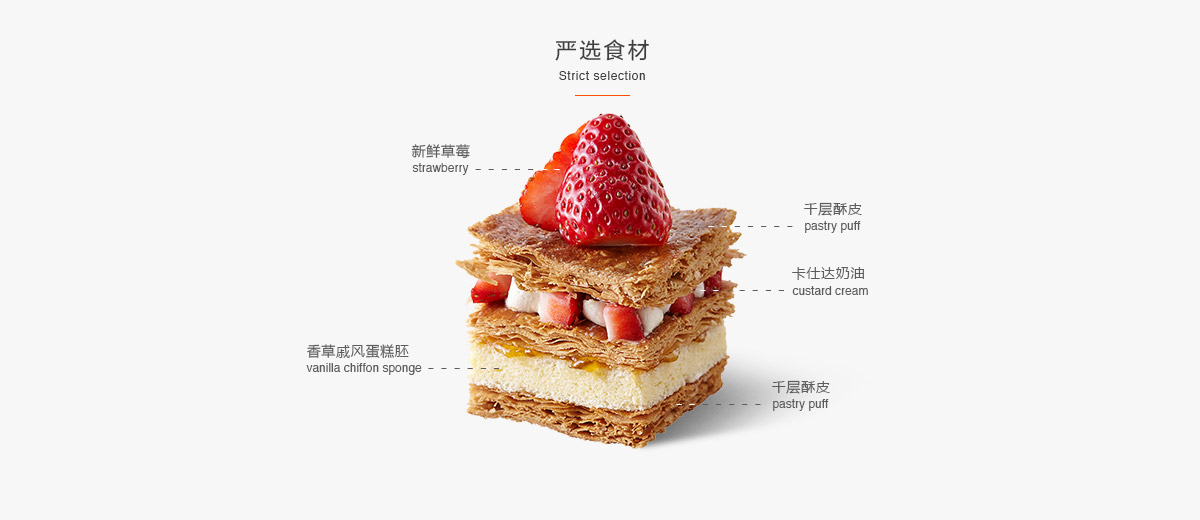 严选食材
Strict selection
新鲜草莓
strawberry
千层酥皮
pastry puff
卡仕达奶油
custard cream
香草戚风蛋糕胚
vanilla chiffon sponge
千层酥皮
pastry puff